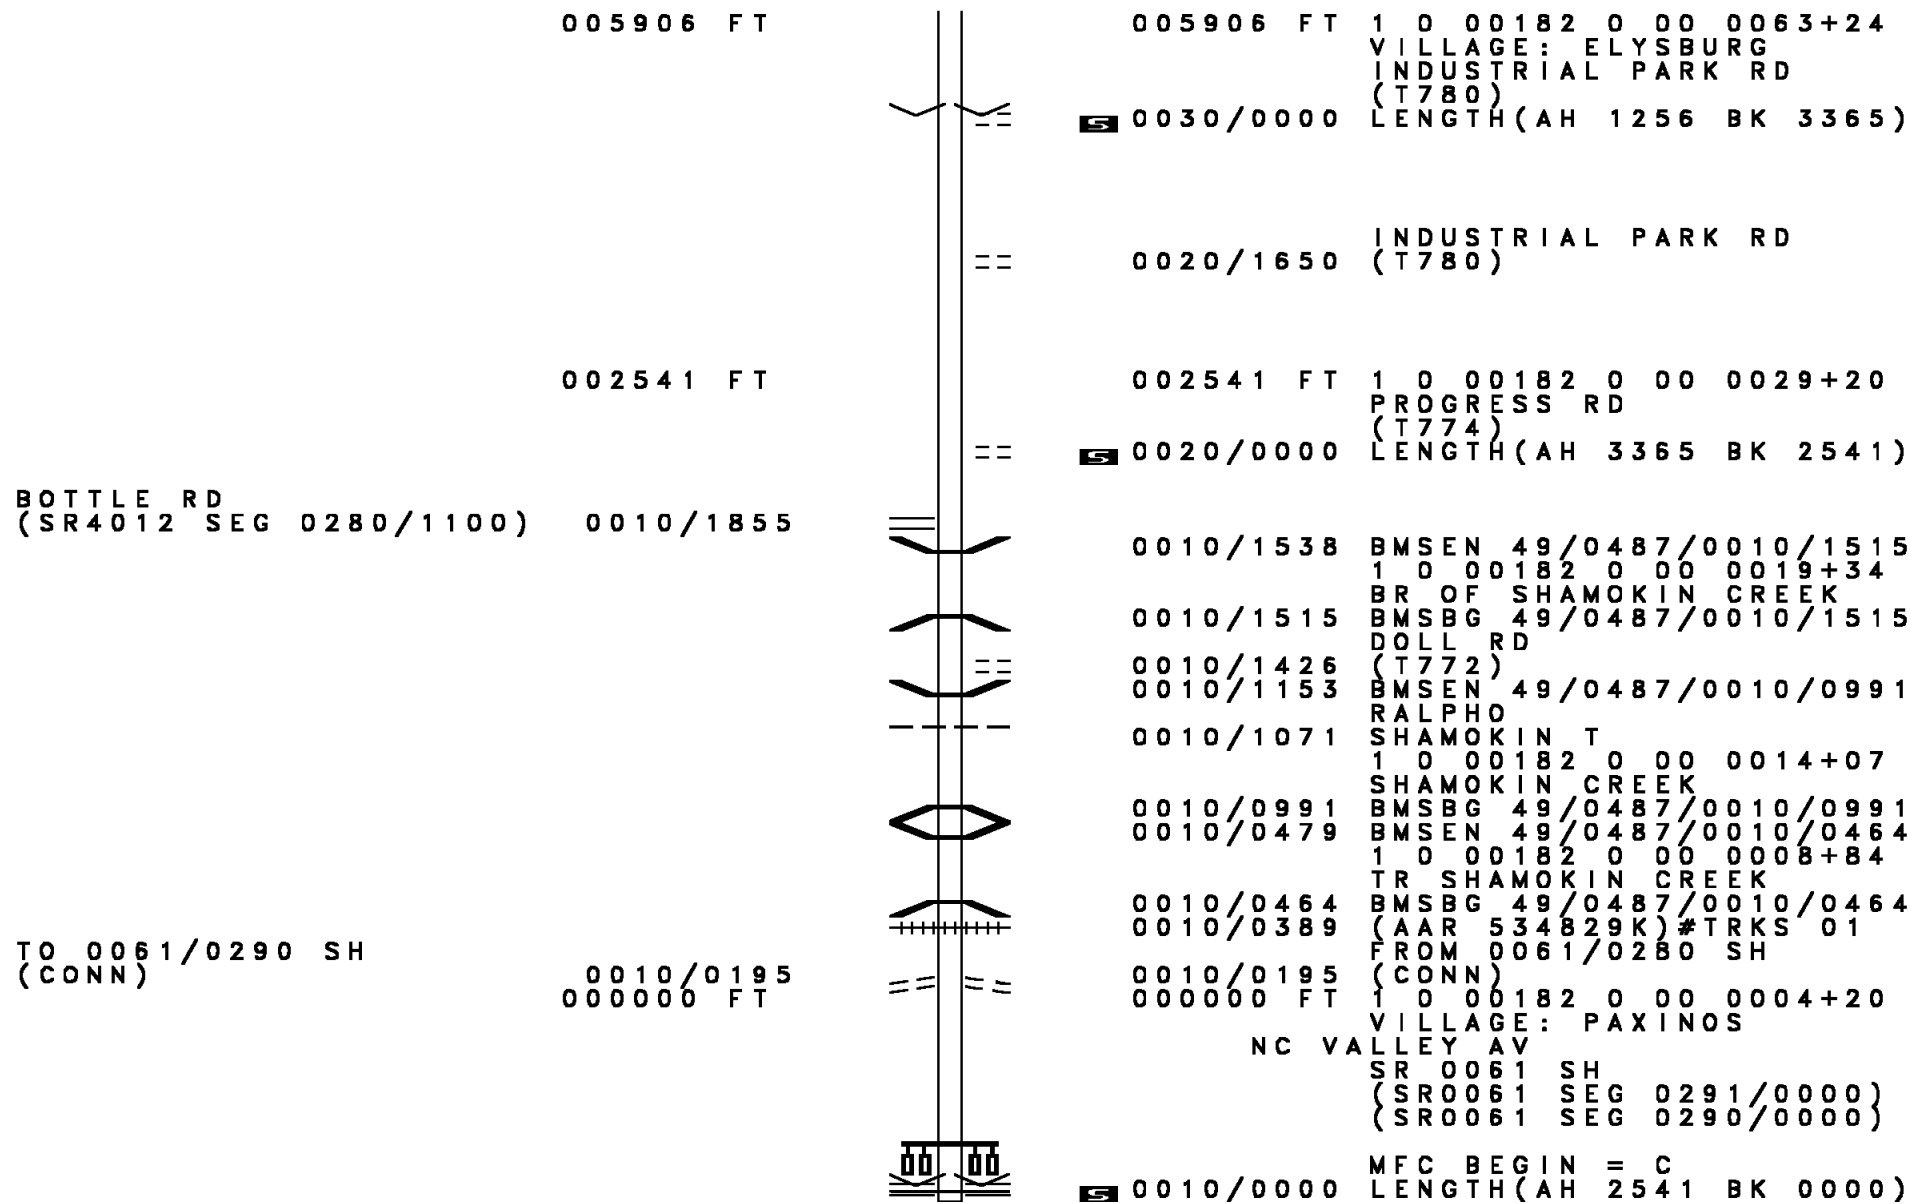 005906 FT 005906 FT 1 0 00182 0 00 0063+24
VILLAGE: ELYSBURG
INDUSTRIAL PARK RD
(T780)
S 0030/0000 LENGTH(AH 1256 BK 3365)
INDUSTRIAL PARK RD
0020/1650 (T780)
002541 FT 002541 FT 1 0 00182 0 00 0029+20
PROGRESS RD
(T774)
S 0020/0000 LENGTH(AH 3365 BK 2541)
BOTTLE RD
(SR4012 SEG 0280/1100) 0010/1855
0010/1538 BMSEN 49/0487/0010/1515
1 0 00182 0 00 0019+34
BR OF SHAMOKIN CREEK
0010/1515 BMSBG 49/0487/0010/1515
DOLL RD
0010/1426 (T772)
0010/1153 BMSEN 49/0487/0010/0991
RALPHO
0010/1071 SHAMOKIN T
1 0 00182 0 00 0014+07
SHAMOKIN CREEK
0010/0991 BMSBG 49/0487/0010/0991
0010/0479 BMSEN 49/0487/0010/0464
1 0 00182 0 00 0008+84
TR SHAMOKIN CREEK
0010/0464 BMSBG 49/0487/0010/0464
0010/0389 (AAR 534829K)#TRKS 01
TO 0061/0290 SH FROM 0061/0280 SH
(CONN) 0010/0195 0010/0195 (CONN)
000000 FT 000000 FT 1 0 00182 0 00 0004+20
VILLAGE: PAXINOS
NC VALLEY AV
SR 0061 SH
(SR0061 SEG 0291/0000)
(SR0061 SEG 0290/0000)
MFC BEGIN = C
S 0010/0000 LENGTH(AH 2541 BK 0000)